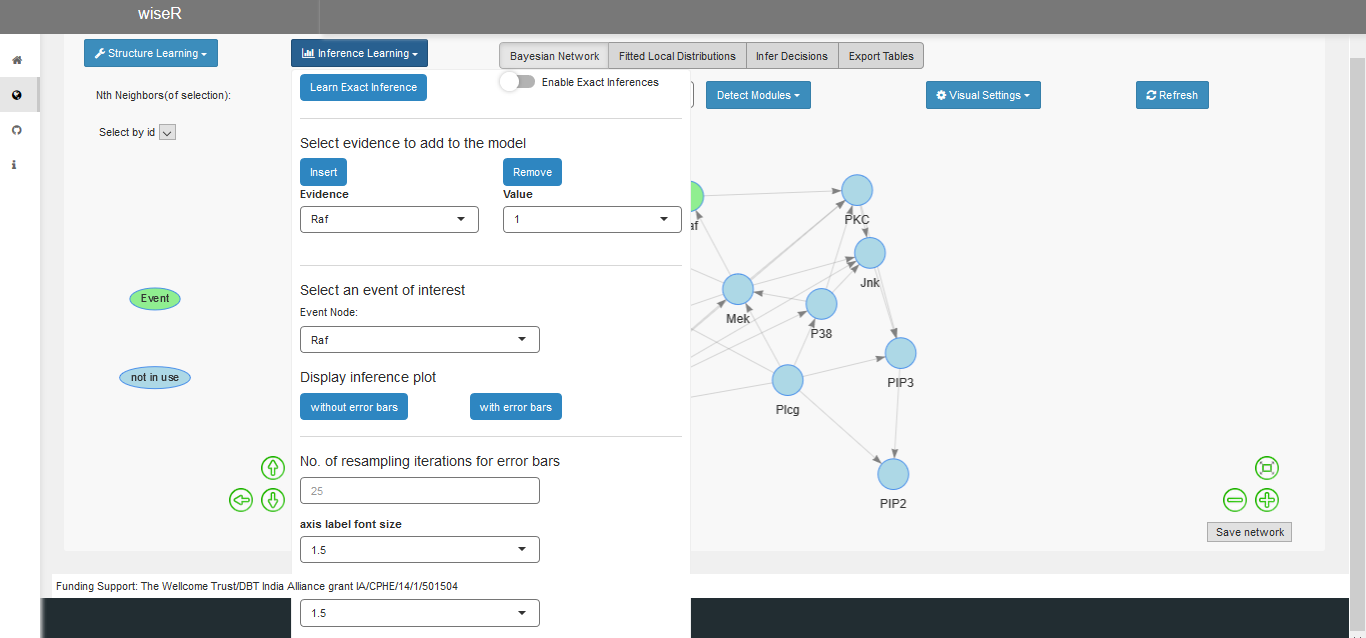 wiseR
Structure Learning
Inference Learning
Bayesian Network
Fitted Local Distributions
Infer Decisions
Export Tables
Learn Exact Inference
Enable Exact Inferences
Nth Neighbors(of selection):
Detect Modules
Visual Settings
Refresh
Select by id
Select evidence to add to the model
Insert
Remove
Evidence
Value
Raf
1
Select an event of interest
Event Node:
Raf
Display inference plot
without error bars
with error bars
No. of resampling iterations for error bars
25
axis label font size
1.5
1.5
Event
not in use
af
PKC
Jnk
Mek
P38
PIP3
Plcg
PIP2
Save network
Funding Support: The Wellcome Trust/DBT India Alliance grant IA/CPHE/14/1/501504